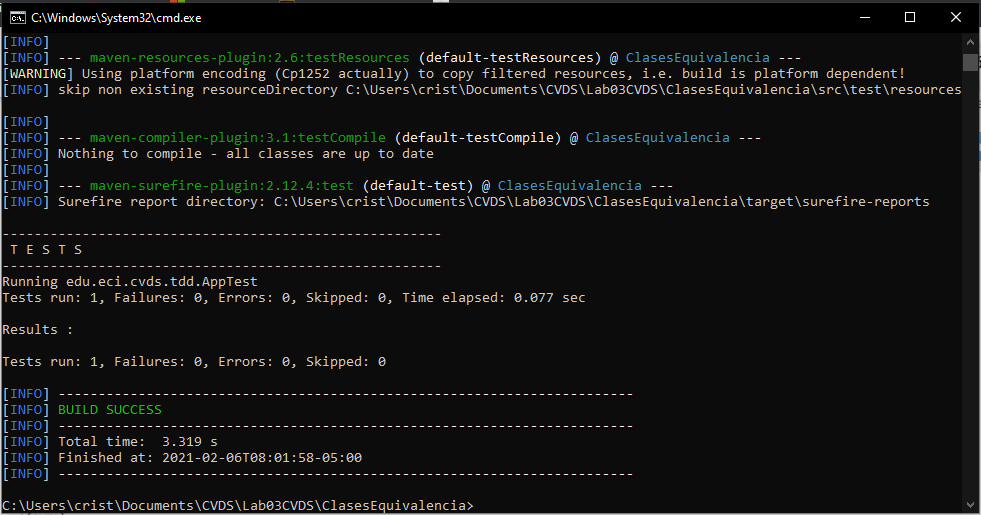 C:\Windows\System32\cmd.exe
[INFO]
[INFO] --- maven-resources-plugin:2.6:testResources (default-testResources) @ ClasesEquivalencia ---
[WARNING] Using platform encoding (Cp1252 actually) to copy filtered resources, i.e. build is platform dependent!
[INFO] skip non existing resourceDirectory C:\Users\crist\Documents\CVDS\Lab03CVDS\ClasesEquivalencia\src\test\resources
[INFO]
[INFO] --- maven-compiler-plugin:3.1:testCompile (default-testCompile) @ ClasesEquivalencia ---
[INFO] Nothing to compile - all classes are up to date
[INFO]
[INFO] --- maven-surefire-plugin:2.12.4:test (default-test) @ ClasesEquivalencia ---
[INFO] Surefire report directory: C:\Users\crist\Documents\CVDS\Lab03CVDS\ClasesEquivalencia\target\surefire-reports
-------------------------------------------------------
T E S T S
-------------------------------------------------------
Running edu.eci.cvds.tdd.AppTest
Tests run: 1, Failures: 0, Errors: 0, Skipped: 0, Time elapsed: 0.077 sec
Results :
Tests run: 1, Failures: 0, Errors: 0, Skipped: 0
[INFO] ------------------------------------------------------------------------
[INFO] BUILD SUCCESS
[INFO] ------------------------------------------------------------------------
[INFO] Total time:  3.319 s
[INFO] Finished at: 2021-02-06T08:01:58-05:00
[INFO] ------------------------------------------------------------------------
C:\Users\crist\Documents\CVDS\Lab03CVDS\ClasesEquivalencia>